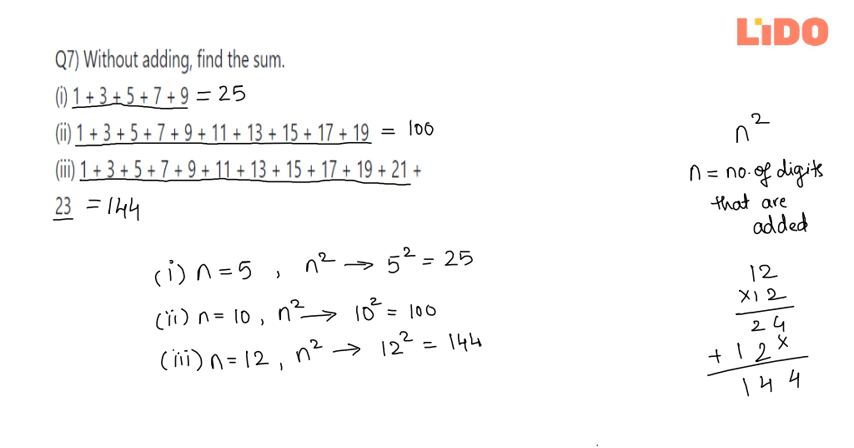 LiDO
Q7) Without adding, find the sum.
(i) 1 + 3 + 5 + 7 + 9 = 25
(ii) 1 + 3 + 5 + 7 + 9 + 11 + 13 + 15 + 17 + 19 = 100
(iii) 1 + 3 + 5 + 7 + 9 + 11 + 13 + 15 + 17 + 19 + 21 +
23 = 144
n²
n = no. of digits
that are
added
(i) n = 5 , n² → 5² = 25
(ii) n = 10 , n² → 10² = 100
(iii) n = 12 , n² → 12² = 144
12
×12
24
+ 12×
144